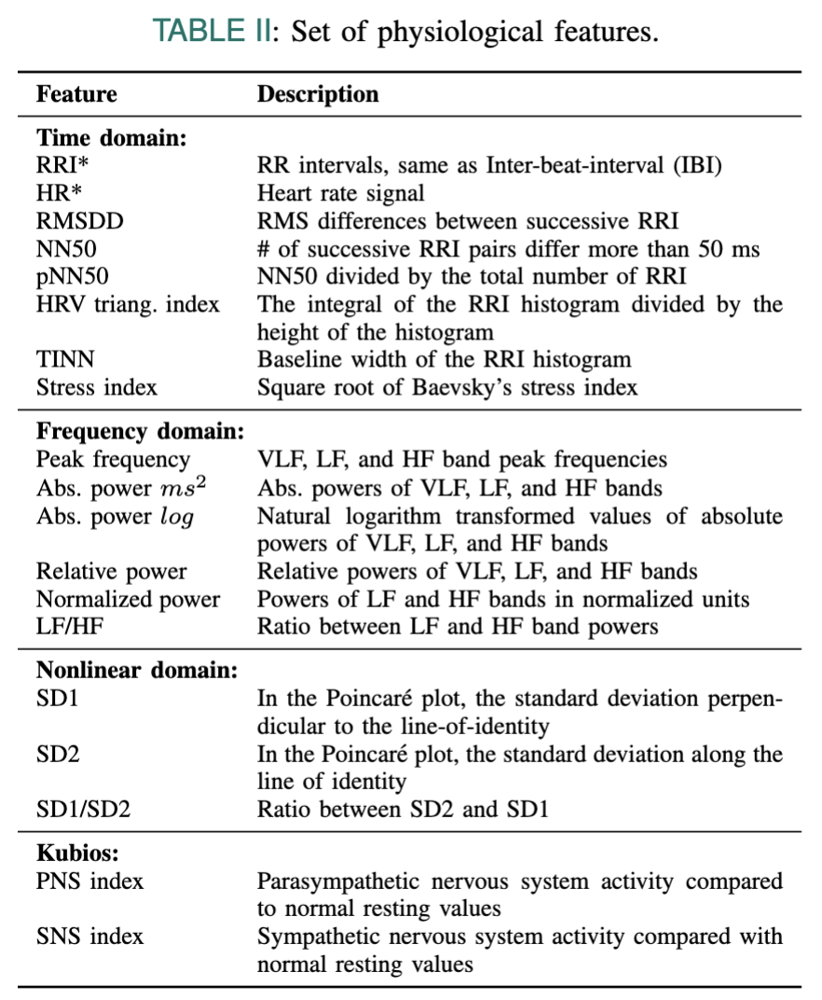 TABLE II: Set of physiological features.
Feature Description
Time domain:
RRI* RR intervals, same as Inter-beat-interval (IBI)
HR* Heart rate signal
RMSDD RMS differences between successive RRI
NN50 # of successive RRI pairs differ more than 50 ms
pNN50 NN50 divided by the total number of RRI
HRV triang. index The integral of the RRI histogram divided by the
height of the histogram
TINN Baseline width of the RRI histogram
Stress index Square root of Baevsky's stress index
Frequency domain:
Peak frequency VLF, LF, and HF band peak frequencies
Abs. power ms² Abs. powers of VLF, LF, and HF bands
Abs. power log Natural logarithm transformed values of absolute
powers of VLF, LF, and HF bands
Relative power Relative powers of VLF, LF, and HF bands
Normalized power Powers of LF and HF bands in normalized units
LF/HF Ratio between LF and HF band powers
Nonlinear domain:
SD1 In the Poincaré plot, the standard deviation perpen-
dicular to the line-of-identity
SD2 In the Poincaré plot, the standard deviation along the
line of identity
SD1/SD2 Ratio between SD2 and SD1
Kubios:
PNS index Parasympathetic nervous system activity compared
to normal resting values
SNS index Sympathetic nervous system activity compared with
normal resting values